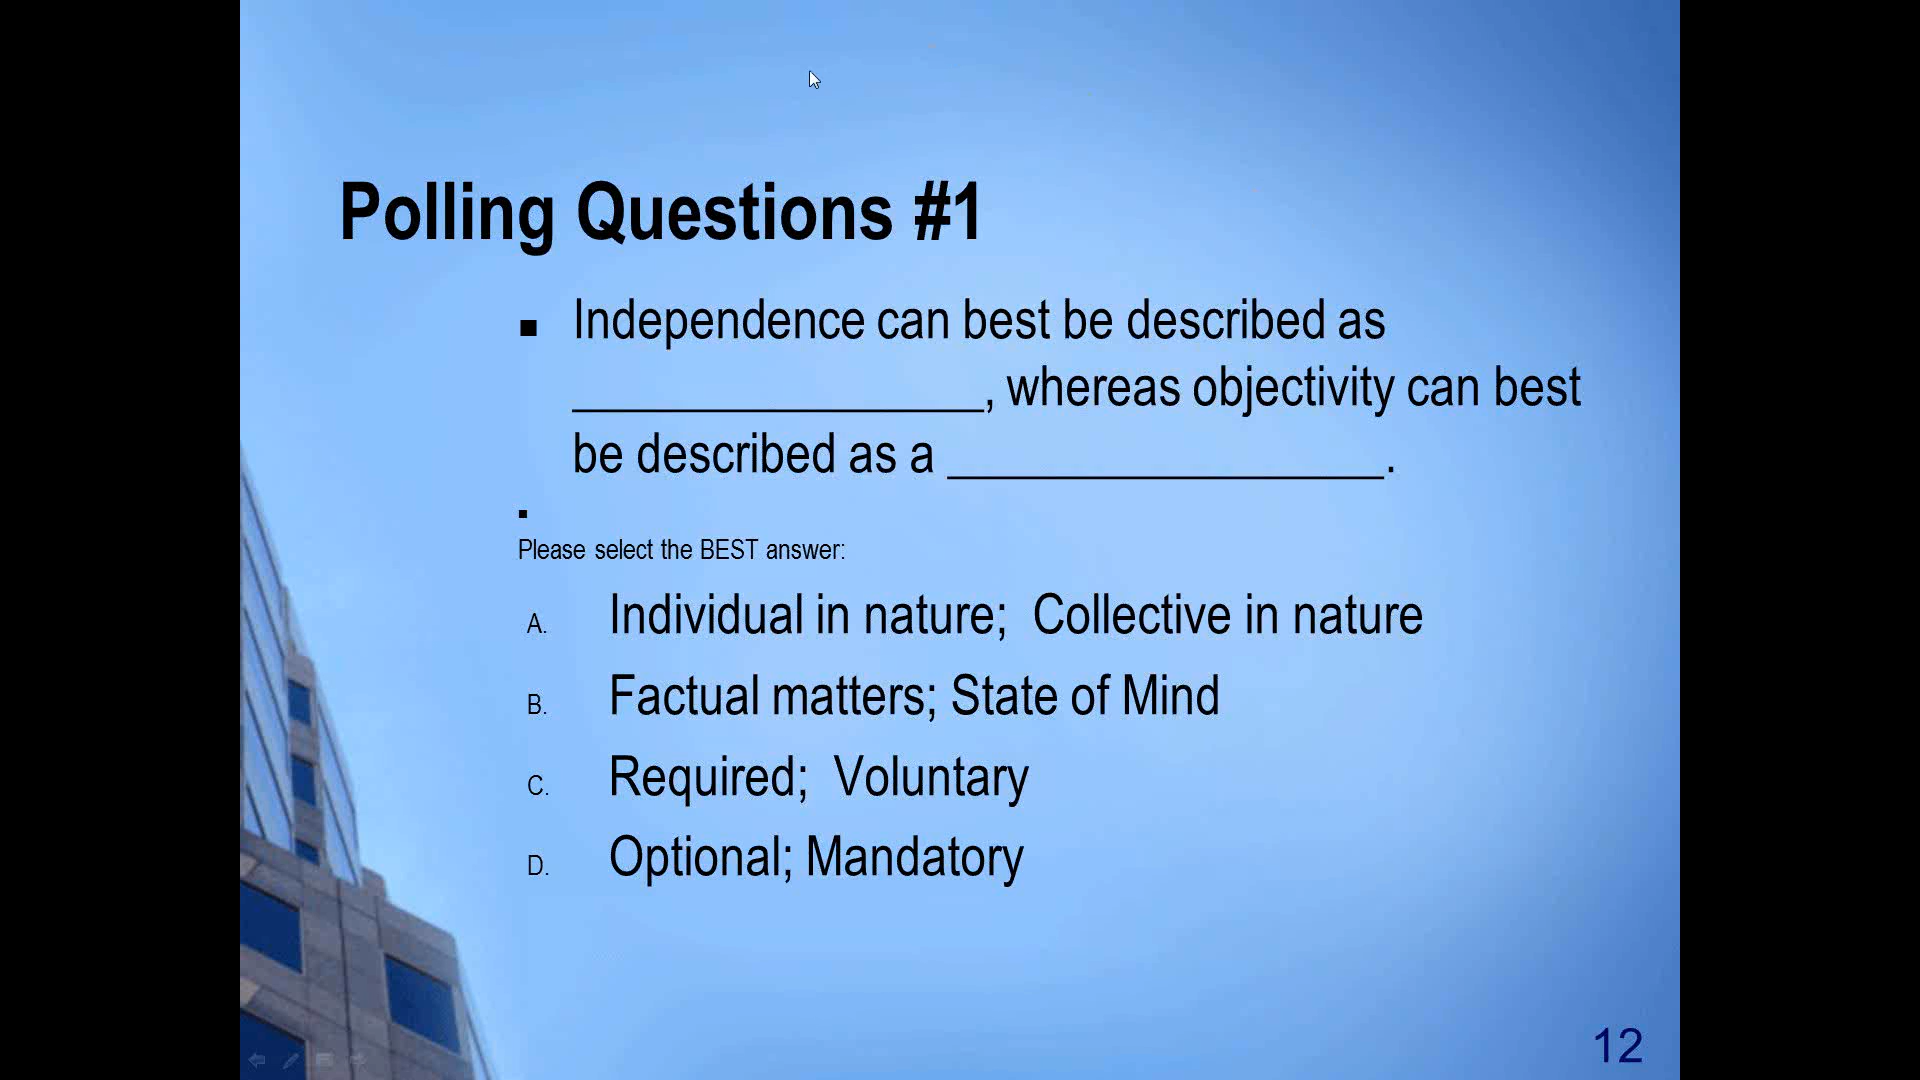 Polling Questions #1
Independence can best be described as
_________________, whereas objectivity can best
be described as a __________________.
Please select the BEST answer:
A. Individual in nature; Collective in nature
B. Factual matters; State of Mind
C. Required; Voluntary
D. Optional; Mandatory
12